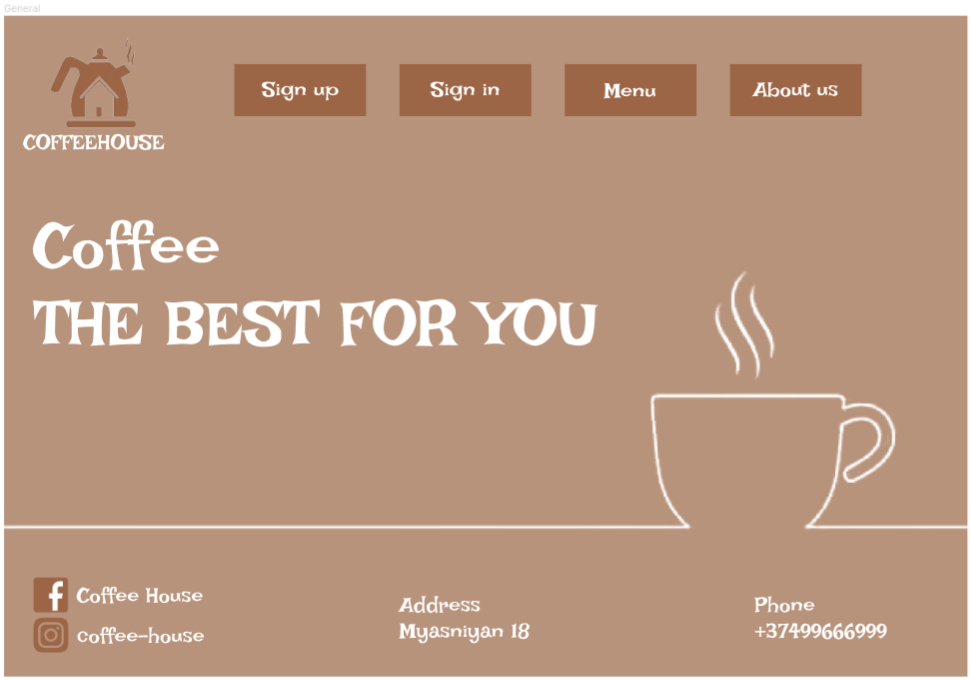 General
Sign up
Sign in
Menu
About us
COFFEEHOUSE
Coffee
THE BEST FOR YOU
Coffee House
coffee-house
Address
Myasniyan 18
Phone
+37499666999